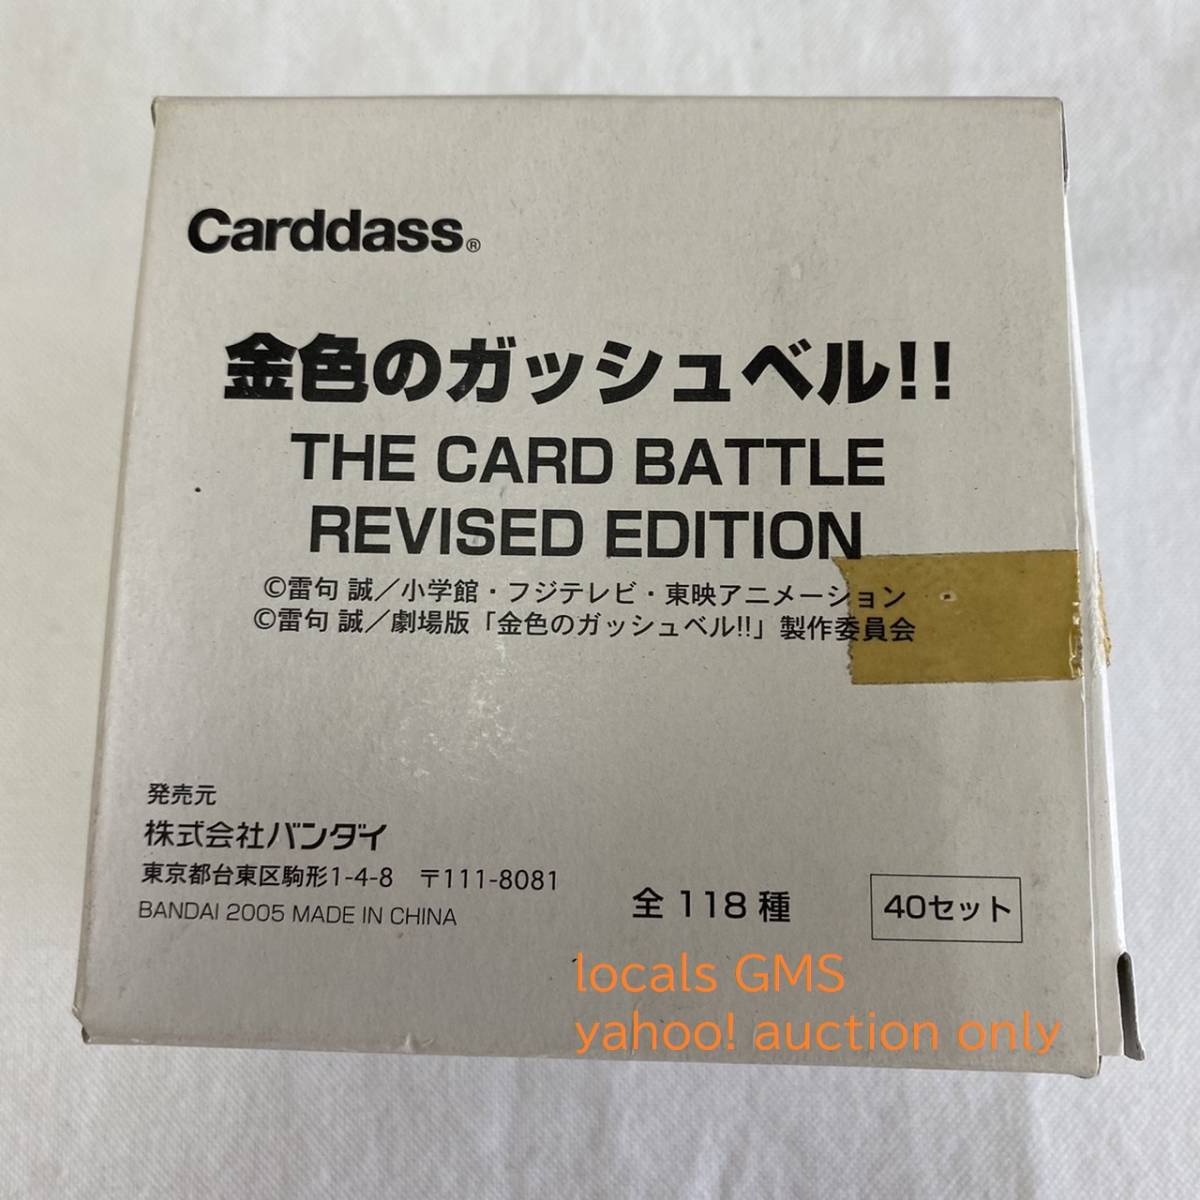 Carddass®
金色のガッシュベル!!
THE CARD BATTLE
REVISED EDITION
©雷句 誠／小学館・フジテレビ・東映アニメーション
©雷句 誠／劇場版「金色のガッシュベル!!」製作委員会
発売元
株式会社バンダイ
東京都台東区駒形1-4-8 〒111-8081
BANDAI 2005 MADE IN CHINA
全118種
40セット
locals GMS
yahoo! auction only